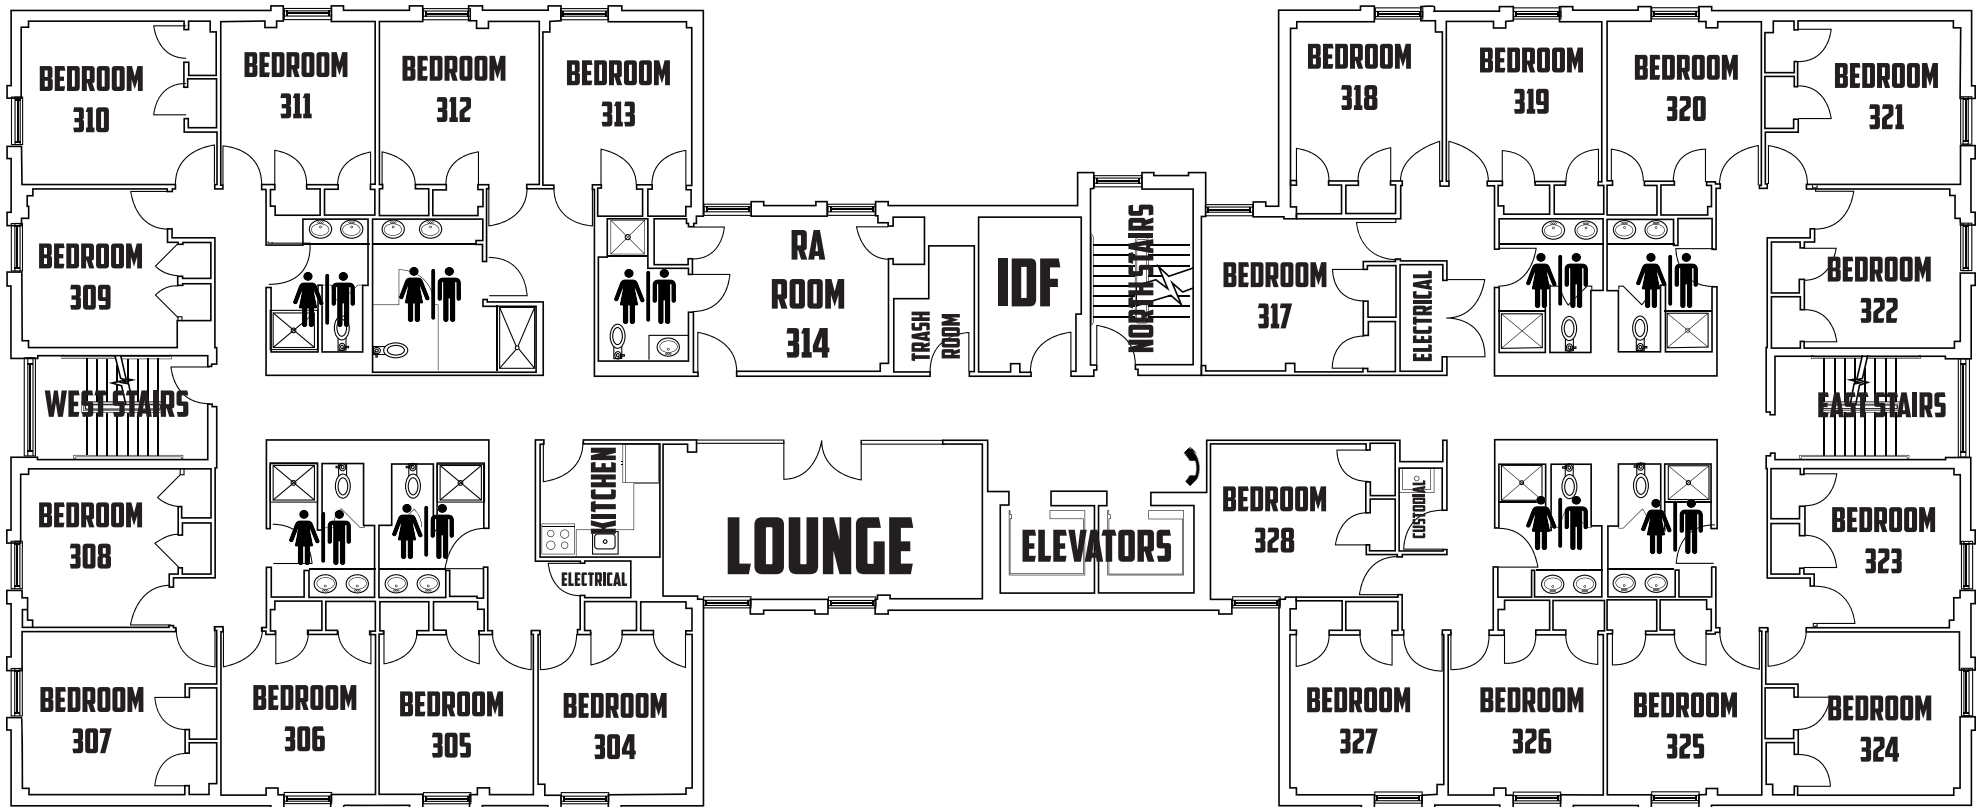 BEDROOM
310
BEDROOM
311
BEDROOM
312
BEDROOM
313
BEDROOM
318
BEDROOM
319
BEDROOM
320
BEDROOM
321
BEDROOM
309
RA
ROOM
314
TRASH
ROOM
IDF
NORTH STAIRS
BEDROOM
317
ELECTRICAL
BEDROOM
322
WEST STAIRS
EAST STAIRS
BEDROOM
308
KITCHEN
ELECTRICAL
LOUNGE
ELEVATORS
BEDROOM
328
CUSTODIAL
BEDROOM
323
BEDROOM
307
BEDROOM
306
BEDROOM
305
BEDROOM
304
BEDROOM
327
BEDROOM
326
BEDROOM
325
BEDROOM
324